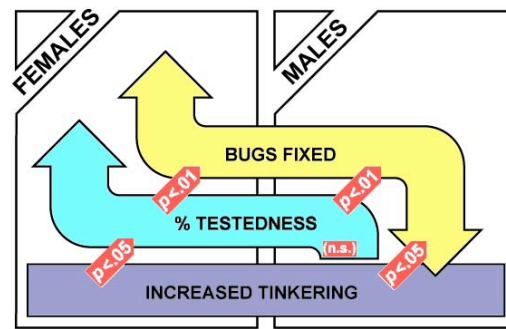 FEMALES
MALES
BUGS FIXED
p<.01
p<.01
% TESTEDNESS
(n.s.)
p<.05
p<.05
INCREASED TINKERING